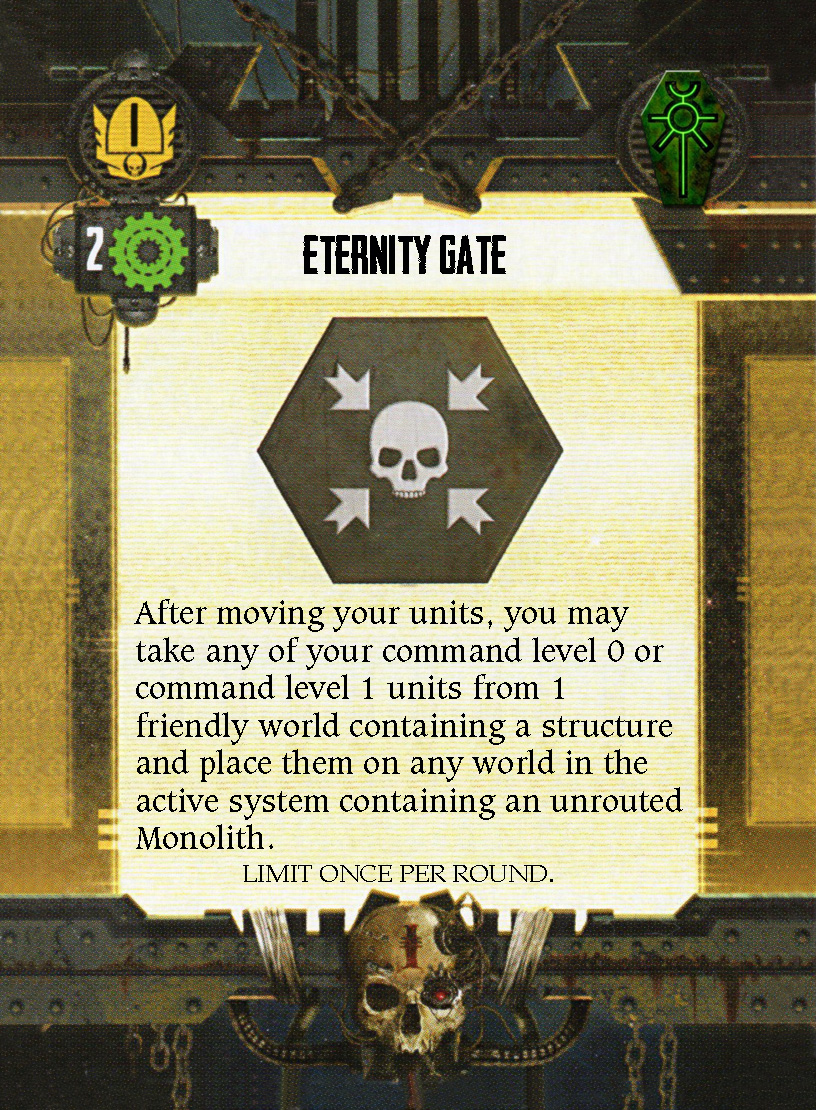 I
2
ETERNITY GATE
After moving your units, you may
take any of your command level 0 or
command level 1 units from 1
friendly world containing a structure
and place them on any world in the
active system containing an unrouted
Monolith.
LIMIT ONCE PER ROUND.
I